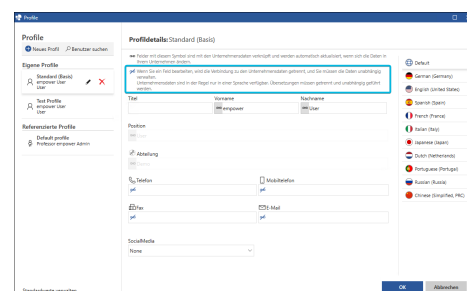 Profile
Profile
Neues Profil
Benutzer suchen
Eigene Profile
Standard (Basis)
empower User
User
Test Profile
empower User
User
Referenzierte Profile
Default profile
Professor empower Admin
Profildetails: Standard (Basis)
Felder mit diesem Symbol sind mit den Unternehmensdaten verknüpft und werden automatisch aktualisiert, wenn sich die Daten in
Ihrem Unternehmen ändern.
Wenn Sie ein Feld bearbeiten, wird die Verbindung zu den Unternehmensdaten getrennt und Sie müssen die Daten unabhängig
verwalten.
Unternehmensdaten sind in der Regel nur in einer Sprache verfügbar. Übersetzungen müssen getrennt und unabhängig geführt
werden.
Titel
Vorname
Nachname
empower
User
Position
Abteilung
Telefon
Mobiltelefon
Fax
E-Mail
SocialMedia
None
Default
German (Germany)
English (United States)
Spanish (Spain)
French (France)
Italian (Italy)
Japanese (Japan)
Dutch (Netherlands)
Portuguese (Portugal)
Russian (Russia)
Chinese (Simplified, PRC)
OK
Abbrechen